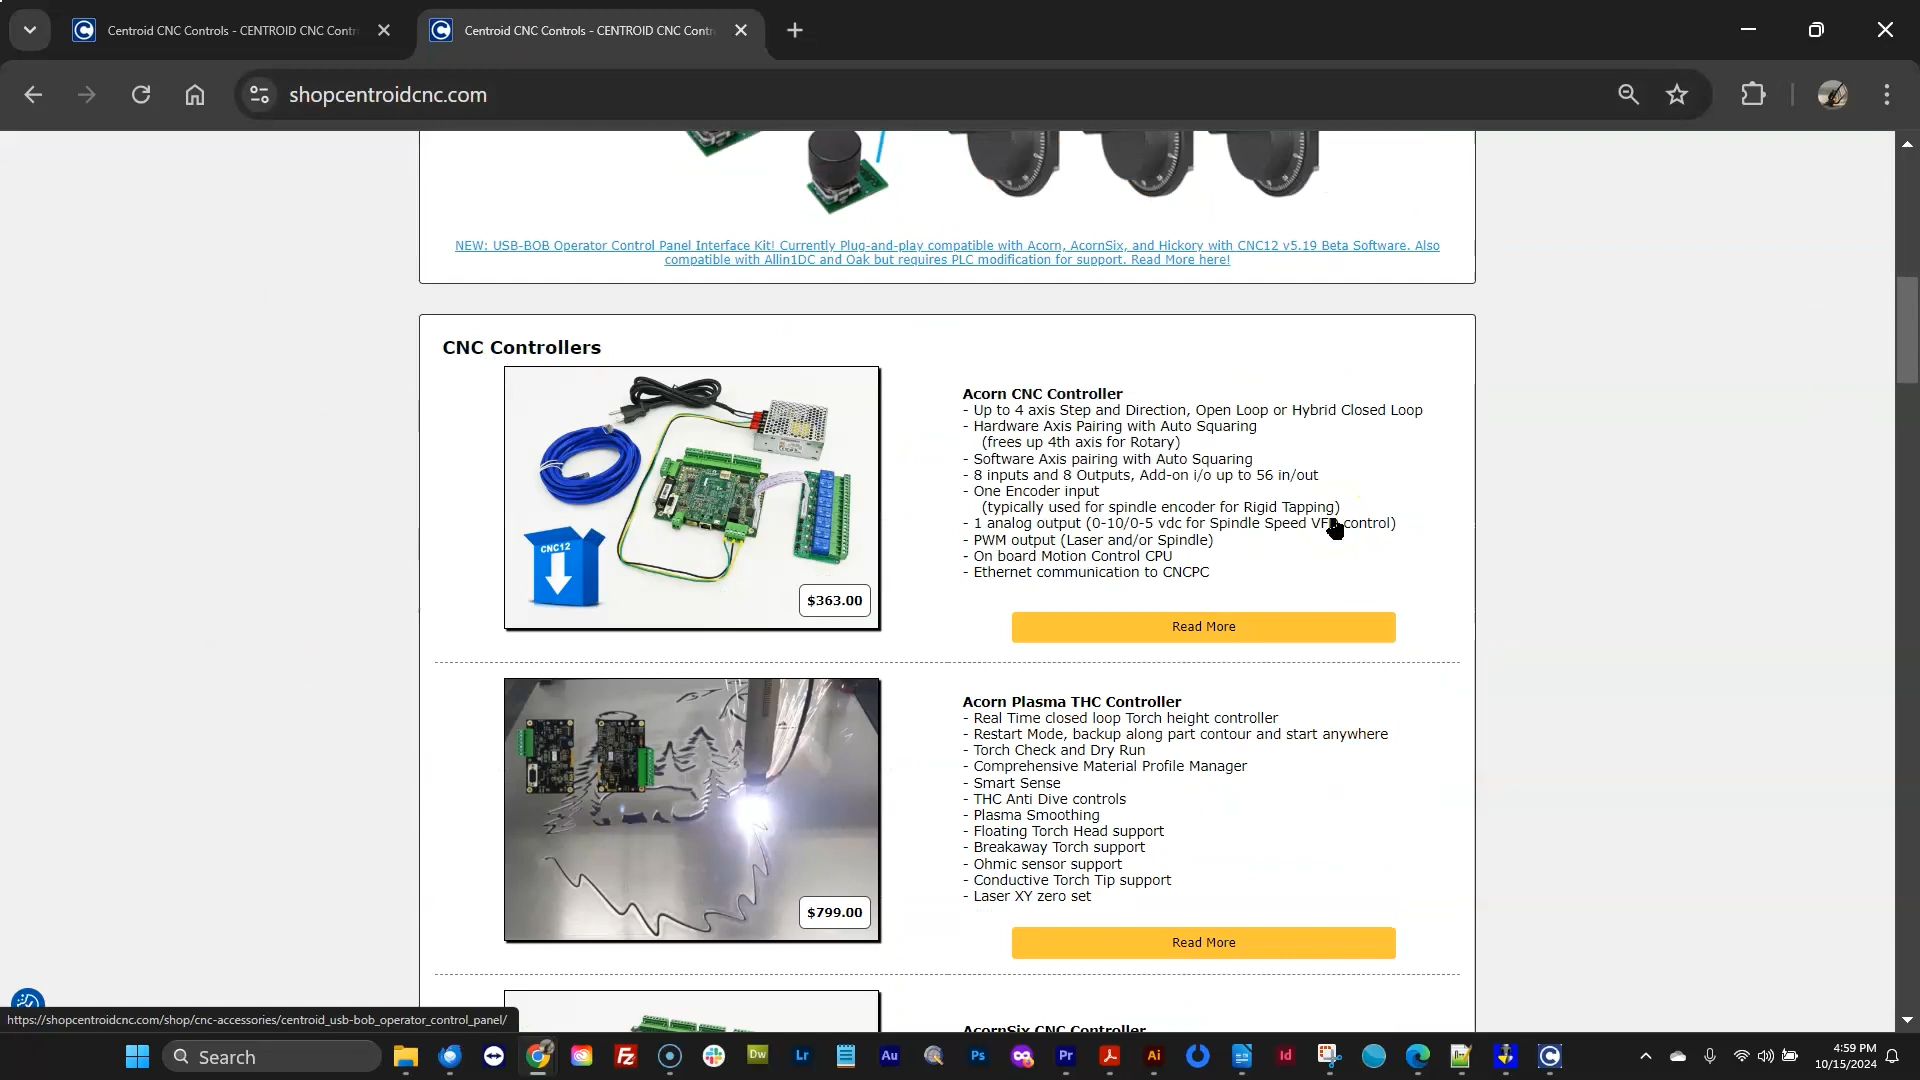 Centroid CNC Controls - CENTROID CNC Contr
Centroid CNC Controls - CENTROID CNC Contr
shopcentroidcnc.com
NEW: USB-BOB Operator Control Panel Interface Kit! Currently Plug-and-play compatible with Acorn, AcornSix, and Hickory with CNC12 v5.19 Beta Software. Also
compatible with Allin1DC and Oak but requires PLC modification for support. Read More here!
CNC Controllers
CNC12
$363.00
Acorn CNC Controller
- Up to 4 axis Step and Direction, Open Loop or Hybrid Closed Loop
- Hardware Axis Pairing with Auto Squaring
(frees up 4th axis for Rotary)
- Software Axis pairing with Auto Squaring
- 8 inputs and 8 Outputs, Add-on i/o up to 56 in/out
- One Encoder input
(typically used for spindle encoder for Rigid Tapping)
- 1 analog output (0-10/0-5 vdc for Spindle Speed VFD control)
- PWM output (Laser and/or Spindle)
- On board Motion Control CPU
- Ethernet communication to CNCPC
Read More
$799.00
Acorn Plasma THC Controller
- Real Time closed loop Torch height controller
- Restart Mode, backup along part contour and start anywhere
- Torch Check and Dry Run
- Comprehensive Material Profile Manager
- Smart Sense
- THC Anti Dive controls
- Plasma Smoothing
- Floating Torch Head support
- Breakaway Torch support
- Ohmic sensor support
- Conductive Torch Tip support
- Laser XY zero set
Read More
AcornSix CNC Controller
https://shopcentroidcnc.com/shop/cnc-accessories/centroid_usb-bob_operator_control_panel/
Search
Fz
Dw
Lr
Au
Ps
Pr
Ai
Id
4:59 PM
10/15/2024